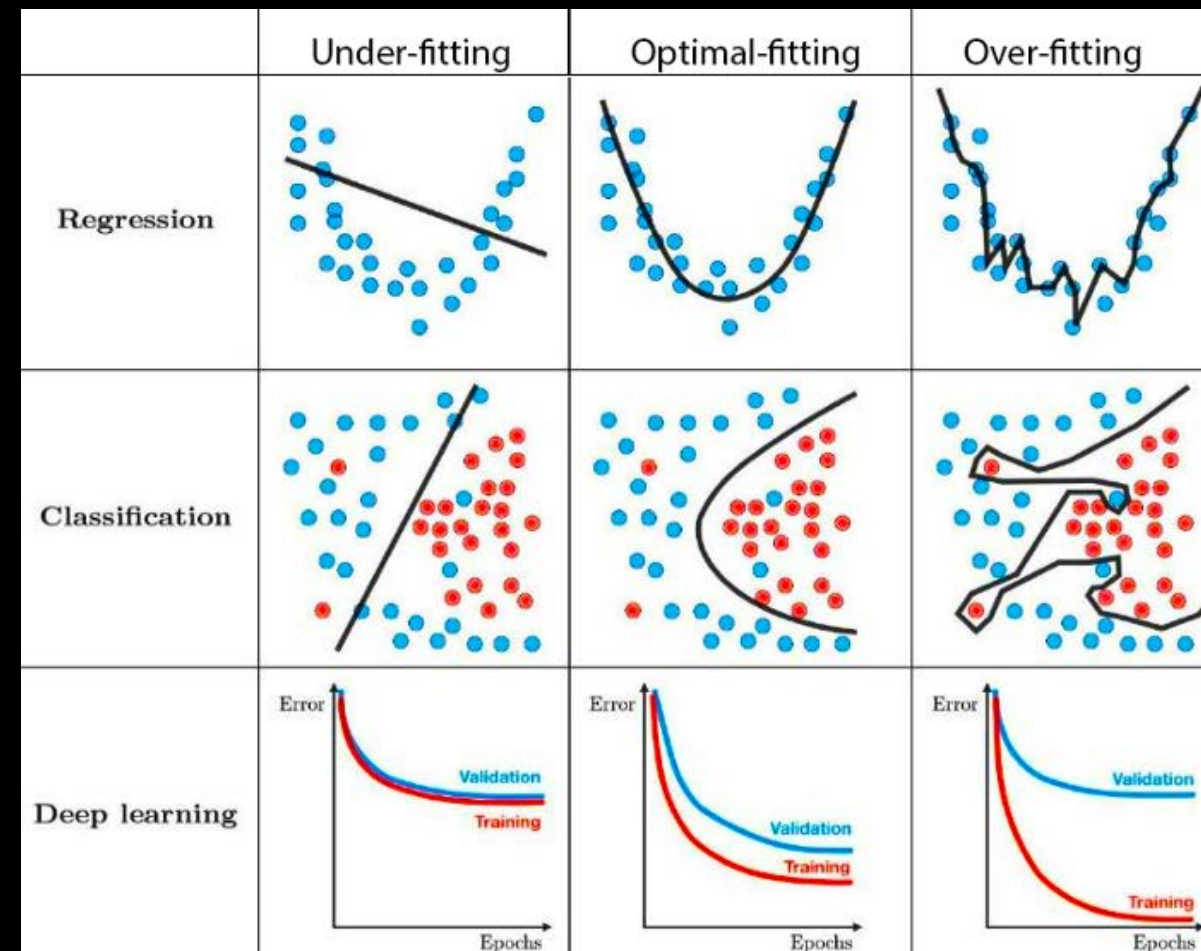 Under-fitting
Optimal-fitting
Over-fitting
Regression
Classification
Deep learning
Error
Validation
Training
Epochs
Error
Validation
Training
Epochs
Error
Validation
Training
Epochs